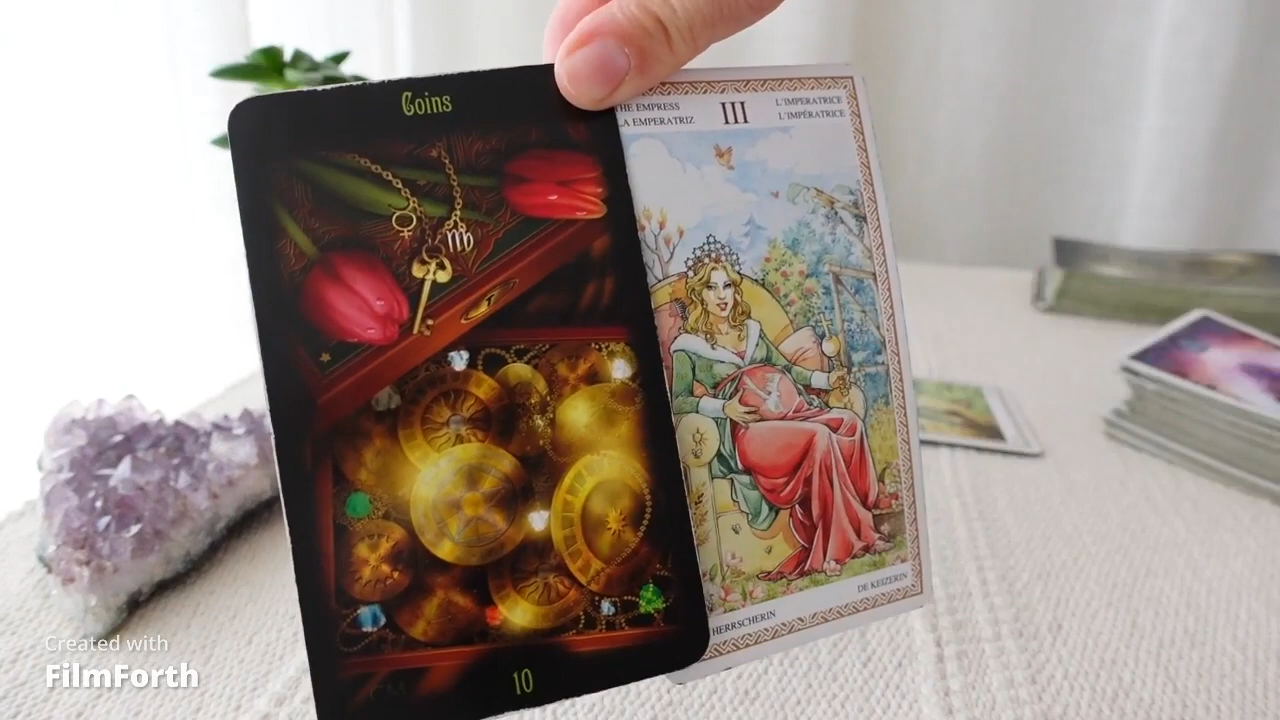 Coins
10
THE EMPRESS
LA EMPERATRIZ
III
L'IMPERATRICE
L'IMPÉRATRICE
HERRSCHERIN
DE KEIZERIN
Created with
FilmForth